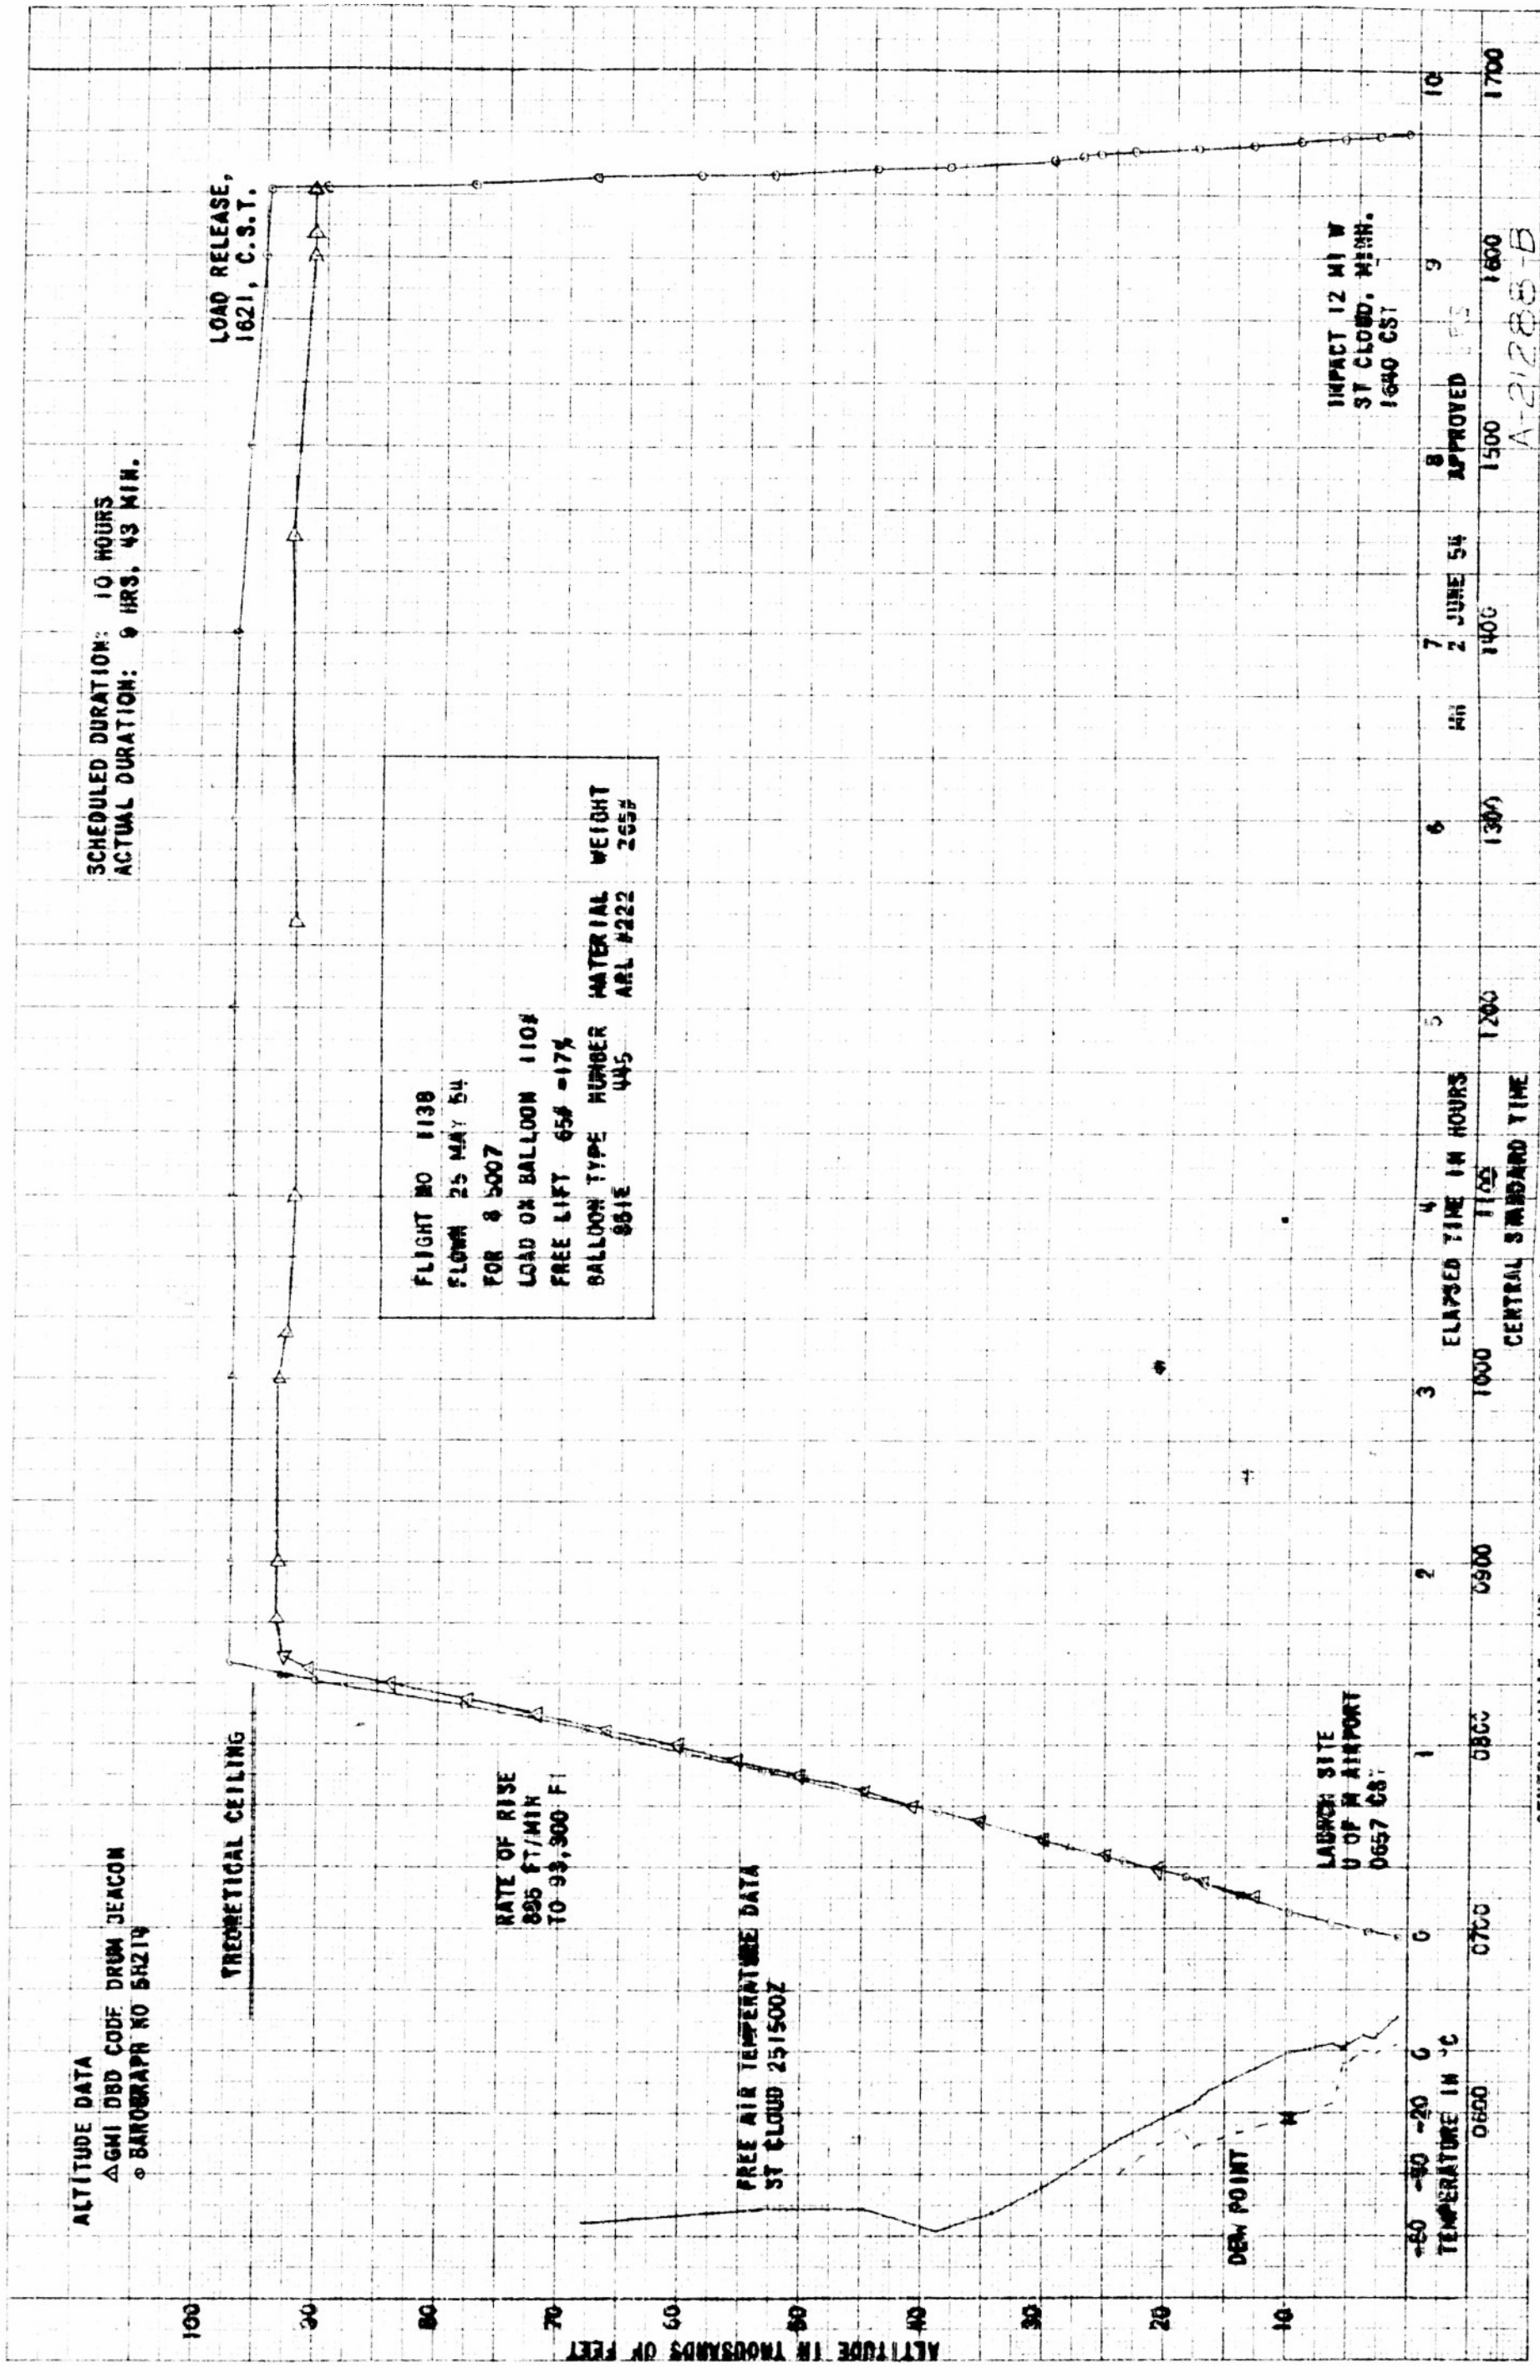 ALTITUDE DATA
△GMI DBD CODE DRUM BEACON
○ BAROGRAPH NO
THEORETICAL CEILING
SCHEDULED DURATION: 10 HOURS
ACTUAL DURATION: 9 HRS. 43 MIN.
LOAD RELEASE,
1621, C.S.T.
RATE OF RISE
FT/MIN
TO 93,300 FT
FLIGHT NO 1138
FLOWN 25 MAY 54
FOR
LOAD ON BALLOON 110#
FREE LIFT 65# =17%
BALLOON TYPE NUMBER MATERIAL WEIGHT
445 ARL #222 265#
FREE AIR TEMPERATURE DATA
ST CLOUD 251500Z
DEW POINT
LAUNCH SITE
U OF M AIRPORT
0657 CST
IMPACT 12 MI W
ST CLOUD, MINN.
1640 CST
ALTITUDE IN THOUSANDS OF FEET
100
90
80
70
60
50
40
30
20
10
-60 -40 -20 0
TEMPERATURE IN °C
0 1 2 3 4 5 6 7 8 9 10
ELAPSED TIME IN HOURS
MH 2 JUNE 54 APPROVED
0600 0700 0800 0900 1000 1100 1200 1300 1400 1500 1600 1700
CENTRAL STANDARD TIME
A-21288-B